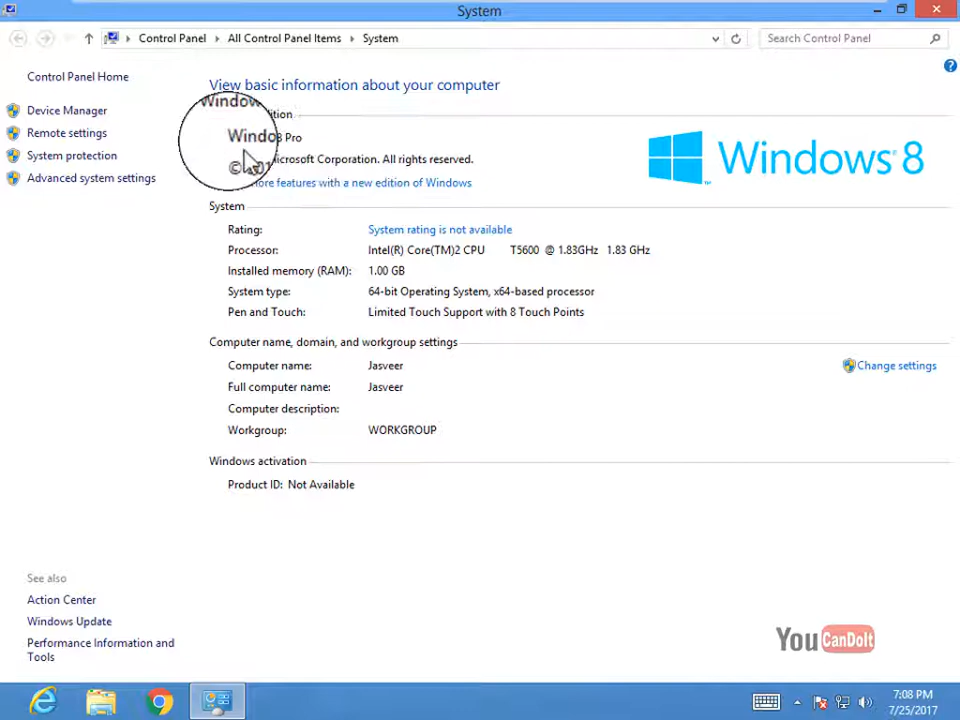 System
Control Panel All Control Panel Items System
Search Control Panel
Control Panel Home
Device Manager
Remote settings
System protection
Advanced system settings
View basic information about your computer
Window
Windo 8 Pro
Corporation. All rights reserved.
features with a new edition of Windows
Windows 8
System
Rating: System rating is not available
Processor: Intel(R) Core(TM)2 CPU T5600 @ 1.83GHz 1.83 GHz
Installed memory (RAM): 1.00 GB
System type: 64-bit Operating System, x64-based processor
Pen and Touch: Limited Touch Support with 8 Touch Points
Computer name, domain, and workgroup settings
Computer name: Jasveer
Change settings
Full computer name: Jasveer
Computer description:
Workgroup: WORKGROUP
Windows activation
Product ID: Not Available
See also
Action Center
Windows Update
Performance Information and
Tools
You CanDoIt
7:08 PM
7/25/2017